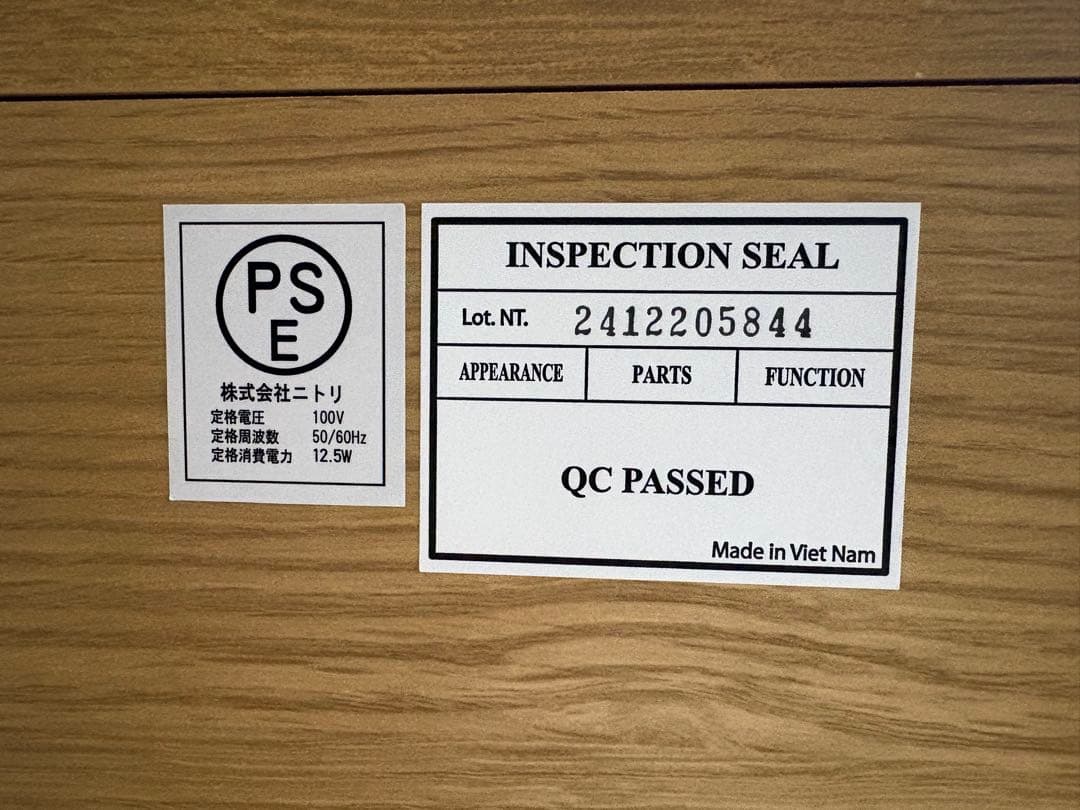 PS
E
株式会社ニトリ
定格電圧 100V
定格周波数 50/60Hz
定格消費電力 12.5W
INSPECTION SEAL
Lot. NT. 2412205844
APPEARANCE PARTS FUNCTION
QC PASSED
Made in Viet Nam